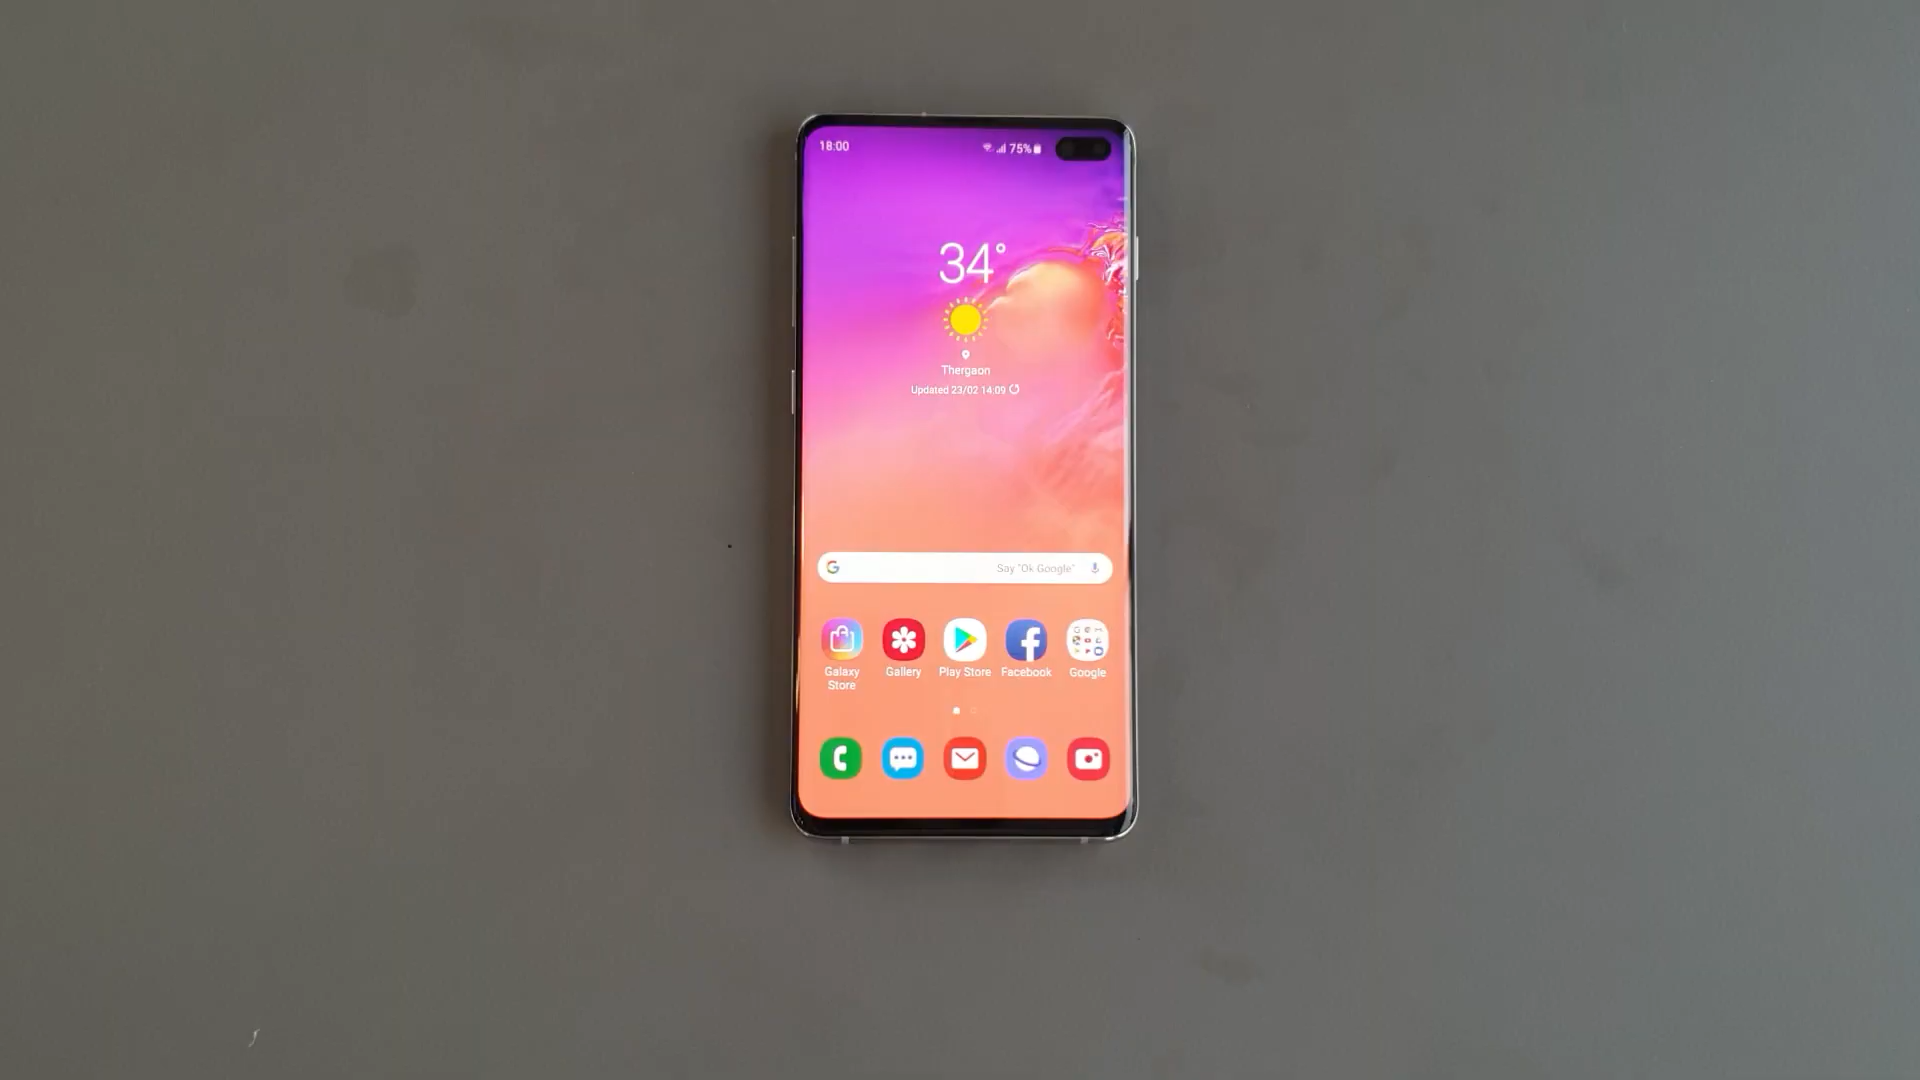 18:00
75%
34°
Thergaon
Updated 23/02 14:09
G
Say "Ok Google"
Galaxy Store
Gallery
Play Store
Facebook
Google